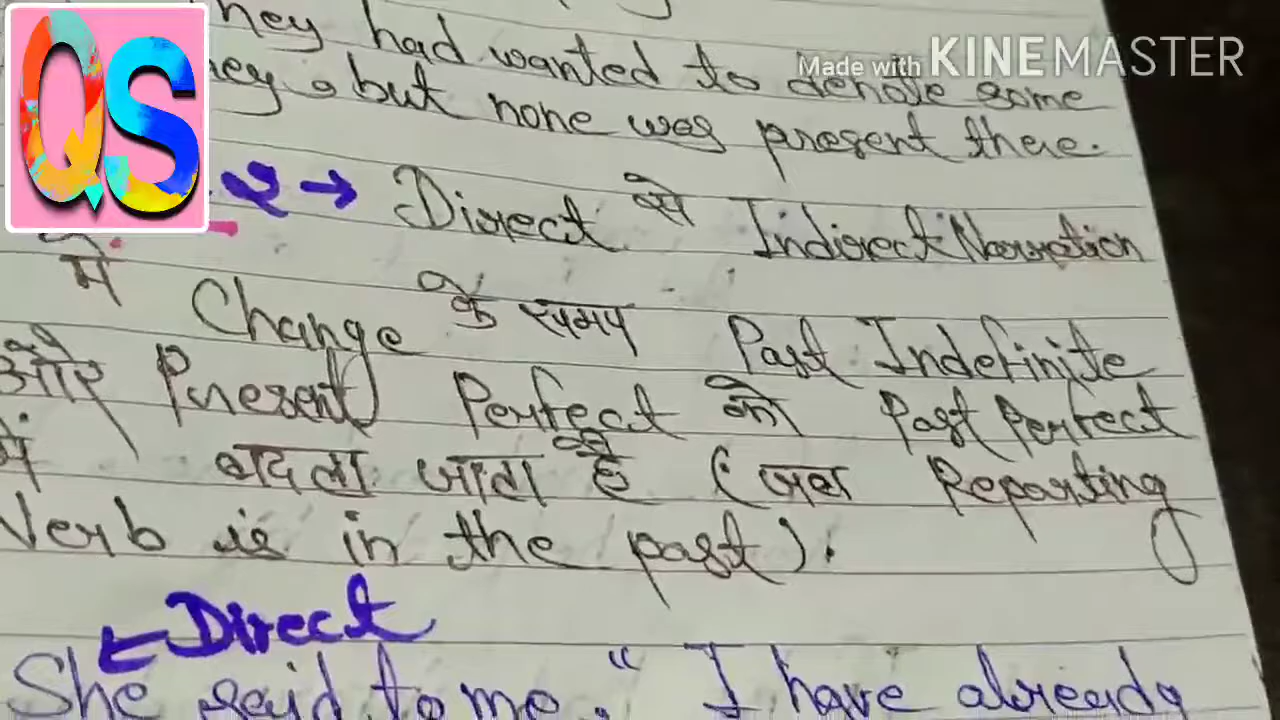 QS
Made with KINEMASTER
They had wanted to denote some
but none was present there.
२ → Direct से Indirect Narration
में Change के समय Past Indefinite
और Present Perfect को Past Perfect
में बदला जाता है ( जब Reporting
Verb is in the past).
Direct
She said to me, “ I have already